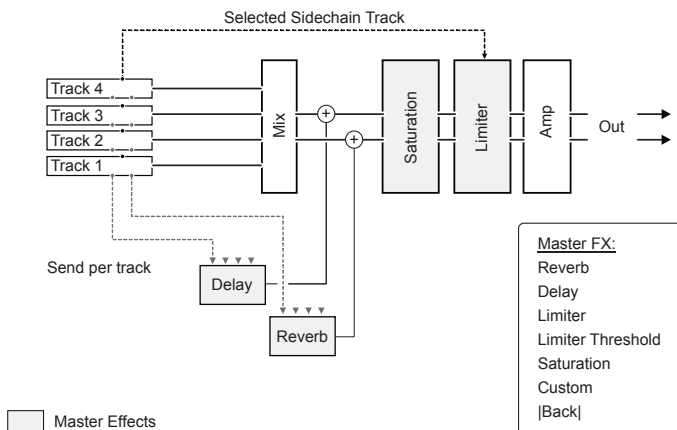 Selected Sidechain Track
Track 4
Track 3
Track 2
Track 1
Mix
+
+
Saturation
Limiter
Amp
Out
Send per track
Delay
Reverb
Master FX:
Reverb
Delay
Limiter
Limiter Threshold
Saturation
Custom
|Back|
Master Effects